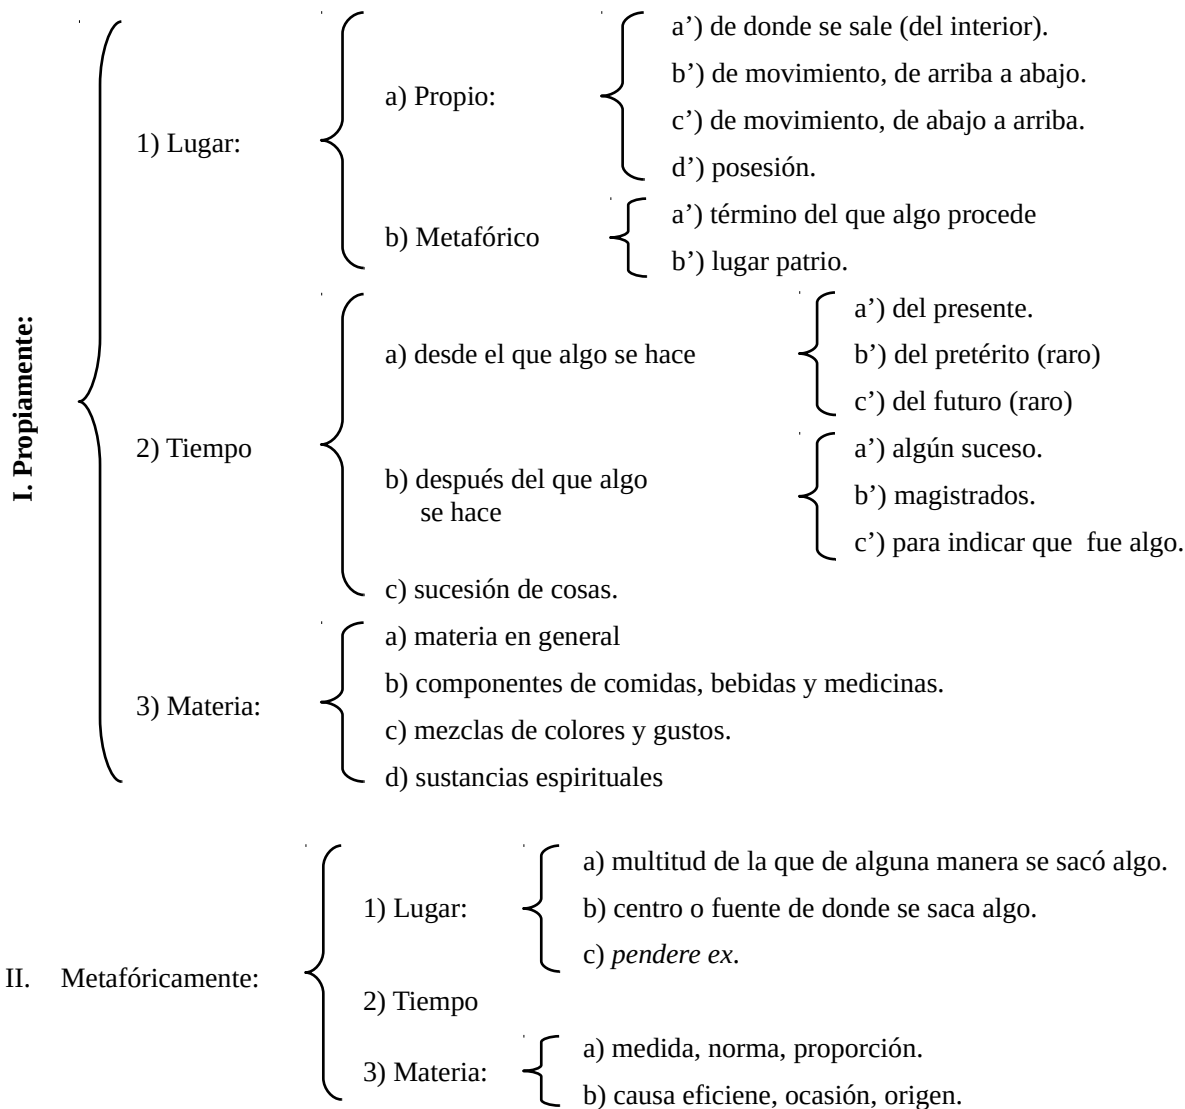 I. Propiamente:
1) Lugar:
a) Propio:
a’) de donde se sale (del interior).
b’) de movimiento, de arriba a abajo.
c’) de movimiento, de abajo a arriba.
d’) posesión.
b) Metafórico
a’) término del que algo procede
b’) lugar patrio.
2) Tiempo
a) desde el que algo se hace
a’) del presente.
b’) del pretérito (raro)
c’) del futuro (raro)
b) después del que algo
se hace
a’) algún suceso.
b’) magistrados.
c’) para indicar que  fue algo.
c) sucesión de cosas.
3) Materia:
a) materia en general
b) componentes de comidas, bebidas y medicinas.
c) mezclas de colores y gustos.
d) sustancias espirituales
II. Metafóricamente:
1) Lugar:
a) multitud de la que de alguna manera se sacó algo.
b) centro o fuente de donde se saca algo.
c) pendere ex.
2) Tiempo
3) Materia:
a) medida, norma, proporción.
b) causa eficiene, ocasión, origen.